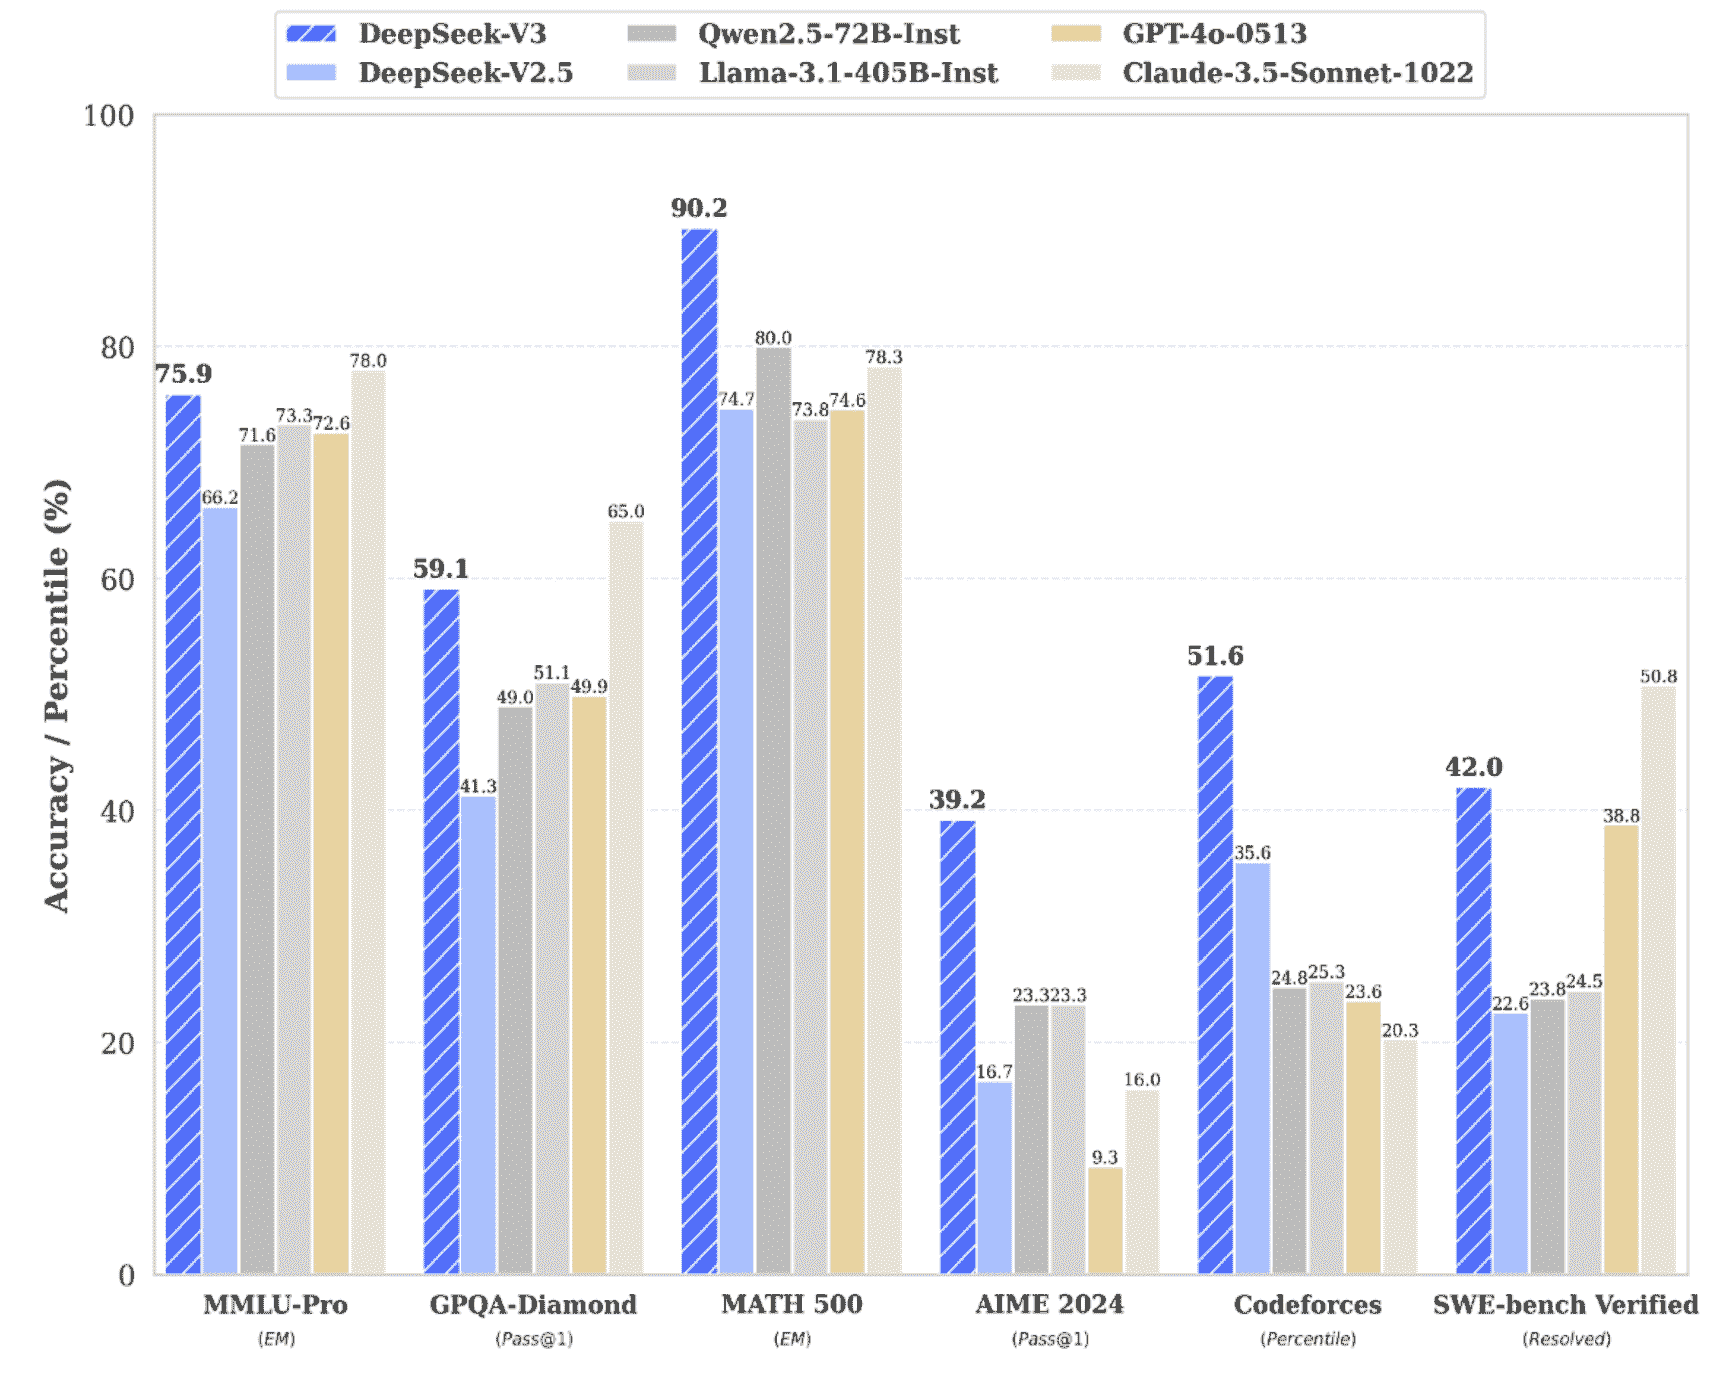 DeepSeek-V3 Qwen2.5-72B-Inst GPT-4o-0513
DeepSeek-V2.5 Llama-3.1-405B-Inst Claude-3.5-Sonnet-1022
Accuracy / Percentile (%)
100
80
60
40
20
0
75.9 66.2 71.6 73.3 72.6 78.0
59.1 41.3 49.0 51.1 49.9 65.0
90.2 74.7 80.0 73.8 74.6 78.3
39.2 16.7 23.3 23.3 9.3 16.0
51.6 35.6 24.8 25.3 23.6 20.3
42.0 22.6 23.8 24.5 38.8 50.8
MMLU-Pro GPQA-Diamond MATH 500 AIME 2024 Codeforces SWE-bench Verified
(EM) (Pass@1) (EM) (Pass@1) (Percentile) (Resolved)